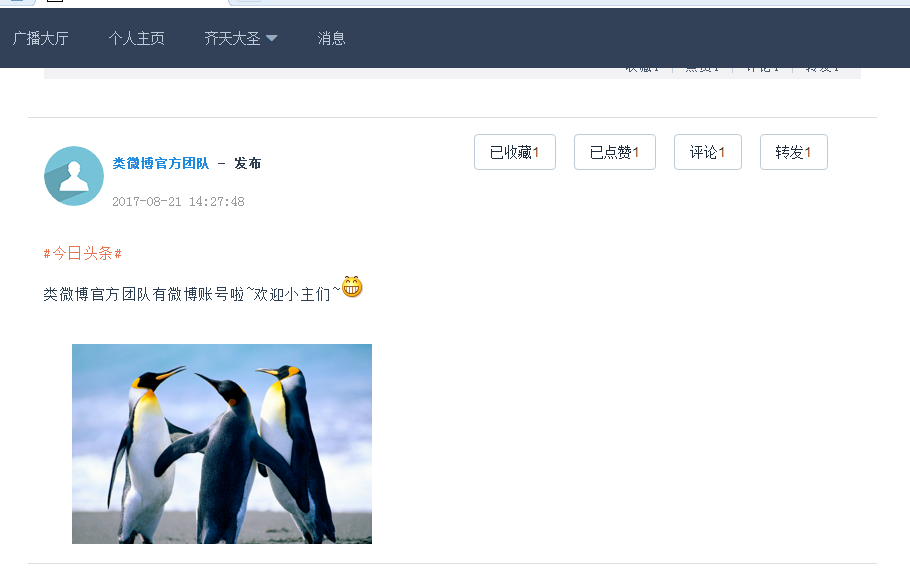 广播大厅 个人主页 齐天大圣 消息
类微博官方团队 - 发布
已收藏1 已点赞1 评论1 转发1
2017-08-21 14:27:48
#今日头条#
类微博官方团队有微博账号啦~欢迎小主们~